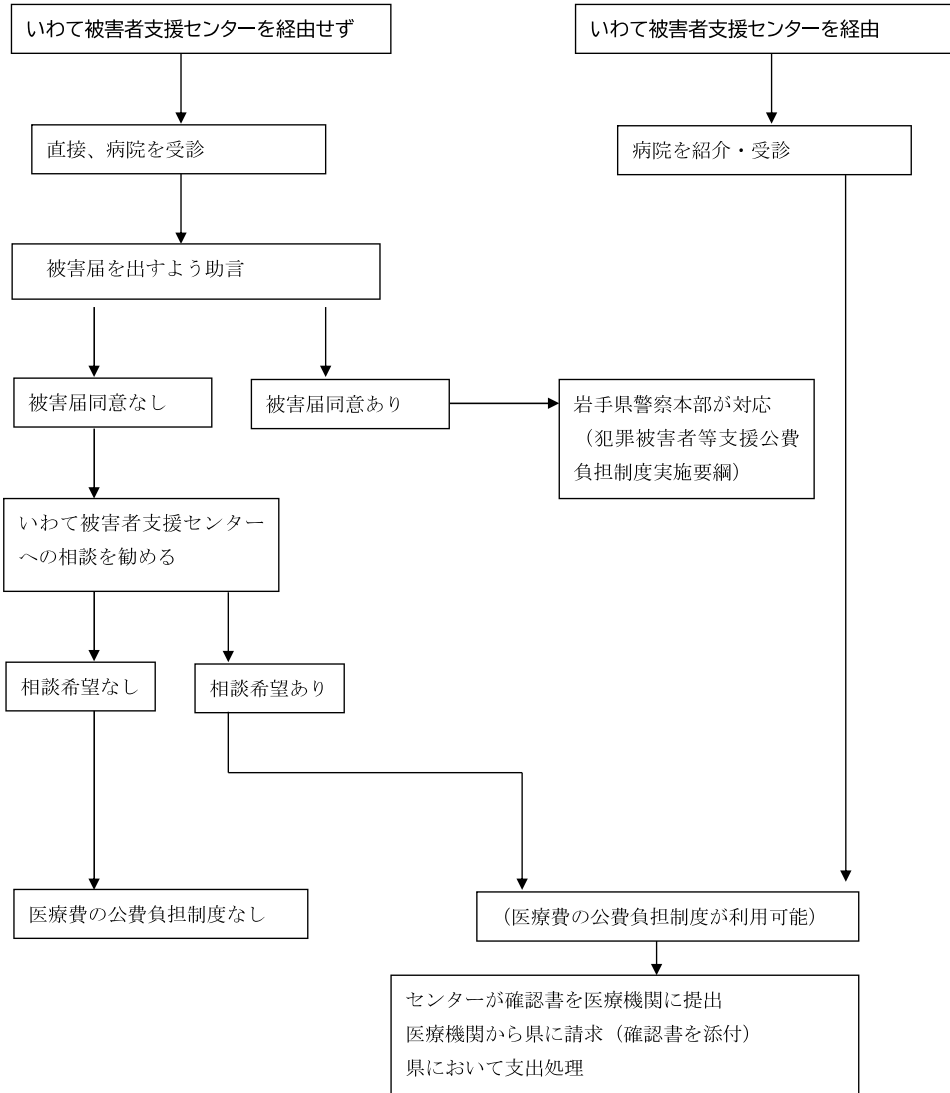 いわて被害者支援センターを経由せず
いわて被害者支援センターを経由
直接、病院を受診
病院を紹介・受診
被害届を出すよう助言
被害届同意なし
被害届同意あり
岩手県警察本部が対応
（犯罪被害者等支援公費
負担制度実施要綱）
いわて被害者支援センター
への相談を勧める
相談希望なし
相談希望あり
医療費の公費負担制度なし
（医療費の公費負担制度が利用可能）
センターが確認書を医療機関に提出
医療機関から県に請求（確認書を添付）
県において支出処理